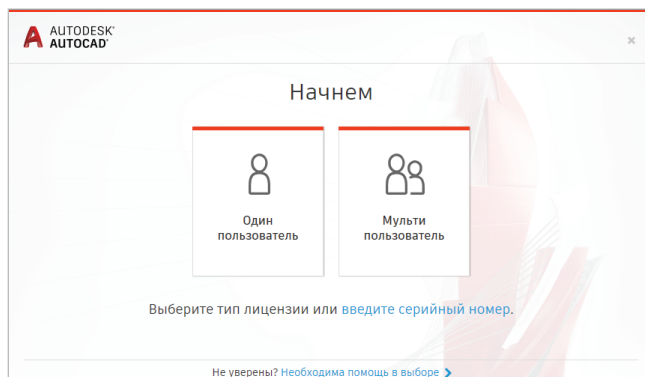 AUTODESK
AUTOCAD
×
Начнем
Один
пользователь
Мульти
пользователь
Выберите тип лицензии или введите серийный номер.
Не уверены? Необходима помощь в выборе